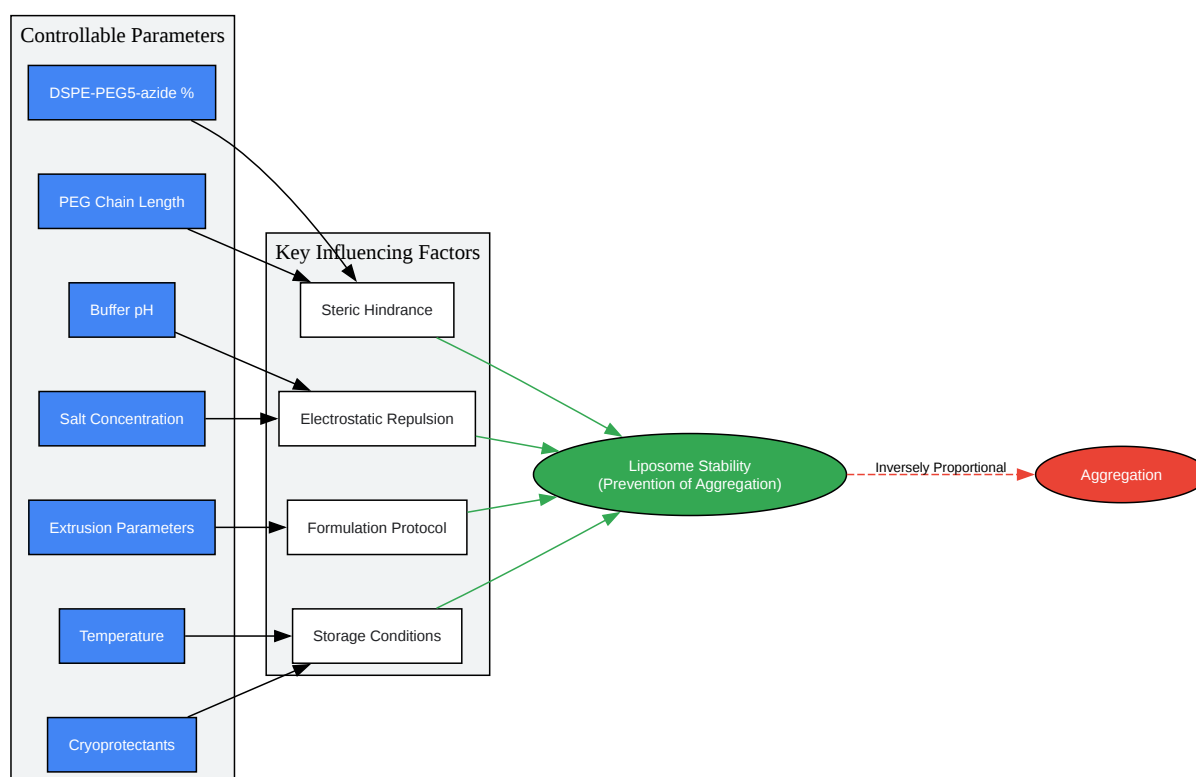 Controllable Parameters
DSPE-PEG5-azide %
PEG Chain Length
Buffer pH
Salt Concentration
Extrusion Parameters
Temperature
Cryoprotectants
Key Influencing Factors
Steric Hindrance
Electrostatic Repulsion
Formulation Protocol
Storage Conditions
Liposome Stability
(Prevention of Aggregation)
Inversely Proportional
Aggregation